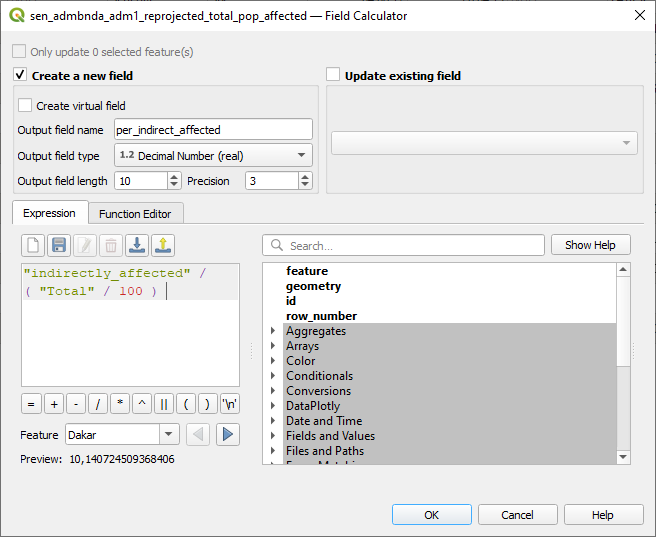 sen_admbnda_adm1_reprojected_total_pop_affected — Field Calculator
Only update 0 selected feature(s)
Create a new field
Update existing field
Create virtual field
Output field name per_indirect_affected
Output field type 1.2 Decimal Number (real)
Output field length 10 Precision 3
Expression Function Editor
Search... Show Help
"indirectly_affected" /
( "Total" / 100 )
feature
geometry
id
row_number
Aggregates
Arrays
Color
Conditionals
Conversions
DataPlotly
Date and Time
Fields and Values
Files and Paths
= + - / * ^ || ( ) '\n'
Feature Dakar
Preview: 10,140724509368406
OK Cancel Help